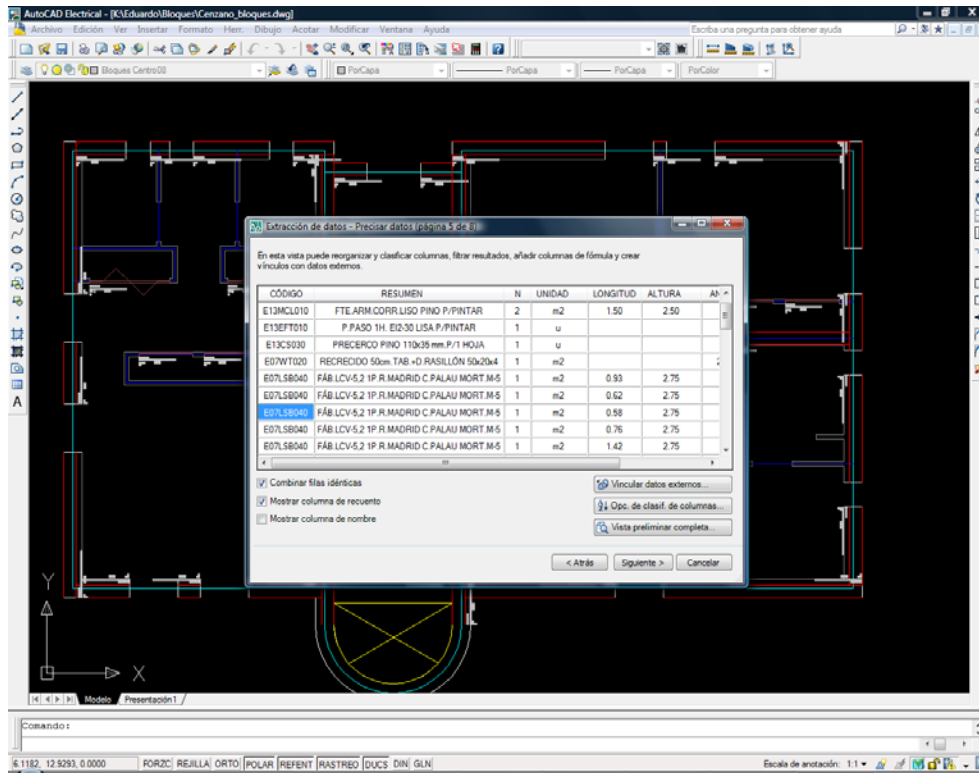 AutoCAD Electrical - [K:\Eduardo\Bloques\Cenzano_bloques.dwg]
Archivo Edición Ver Insertar Formato Herr. Dibujo Acotar Modificar Ventana Ayuda
Escriba una pregunta para obtener ayuda
Bloques Centro08
PorCapa
PorCapa
PorCapa
PorColor
A
Extracción de datos - Precisar datos (página 5 de 8)
En esta vista puede reorganizar y clasificar columnas, filtrar resultados, añadir columnas de fórmula y crear
vínculos con datos externos.
CÓDIGO RESUMEN N UNIDAD LONGITUD ALTURA AN
E13MCL010 FTE.ARM.CORR.LISO PINO P/PINTAR 2 m2 1.50 2.50
E13EFT010 P.PASO 1H. EI2-30 LISA P/PINTAR 1 u
E13CS030 PRECERCO PINO 110x35 mm.P/1 HOJA 1 u
E07WT020 RECRECIDO 50cm.TAB.+D.RASILLÓN 50x20x4 1 m2 2
E07LSB040 FÁB.LCV-5,2 1P.R.MADRID C.PALAU MORT.M-5 1 m2 0.93 2.75
E07LSB040 FÁB.LCV-5,2 1P.R.MADRID C.PALAU MORT.M-5 1 m2 0.62 2.75
E07LSB040 FÁB.LCV-5,2 1P.R.MADRID C.PALAU MORT.M-5 1 m2 0.58 2.75
E07LSB040 FÁB.LCV-5,2 1P.R.MADRID C.PALAU MORT.M-5 1 m2 0.76 2.75
E07LSB040 FÁB.LCV-5,2 1P.R.MADRID C.PALAU MORT.M-5 1 m2 1.42 2.75
Combinar filas idénticas
Mostrar columna de recuento
Mostrar columna de nombre
Vincular datos externos...
Opc. de clasif. de columnas...
Vista preliminar completa...
< Atrás Siguiente > Cancelar
Y
X
Modelo Presentación1
Comando:
6.1182, 12.9293, 0.0000 FORZC REJILLA ORTO POLAR REFENT RASTREO DUCS DIN GLN Escala de anotación: 1:1